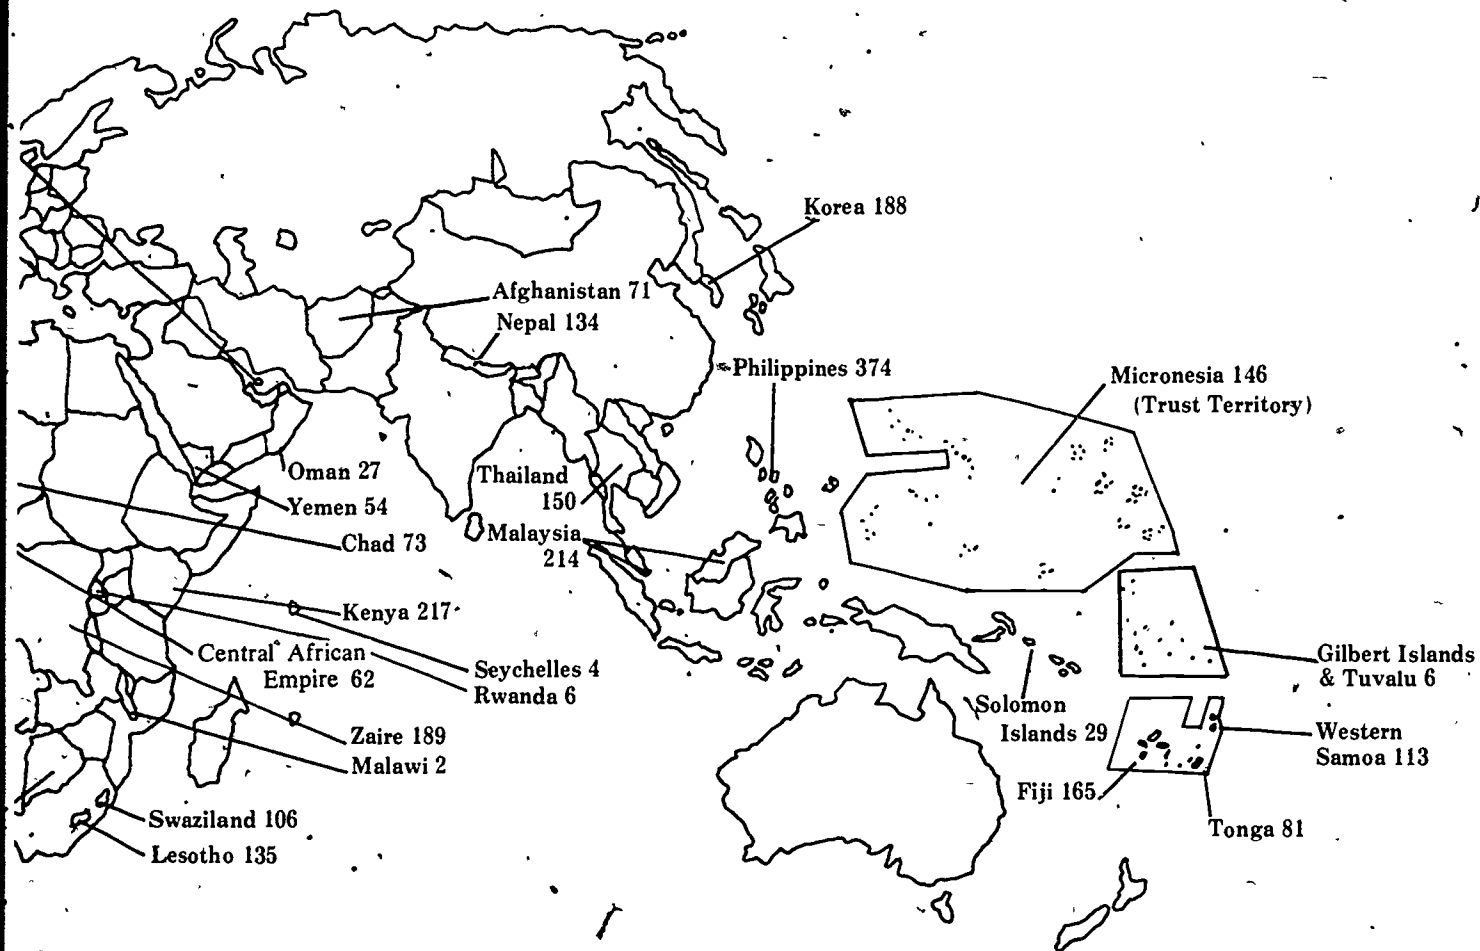 Korea 188
Afghanistan 71
Nepal 134
Philippines 374
Micronesia 146
(Trust Territory)
Oman 27
Thailand
150
Yemen 54
Malaysia
214
Chad 73
Kenya 217
Central African
Empire 62
Seychelles 4
Rwanda 6
Gilbert Islands
& Tuvalu 6
Solomon
Islands 29
Zaire 189
Western
Samoa 113
Malawi 2
Fiji 165
Swaziland 106
Tonga 81
Lesotho 135